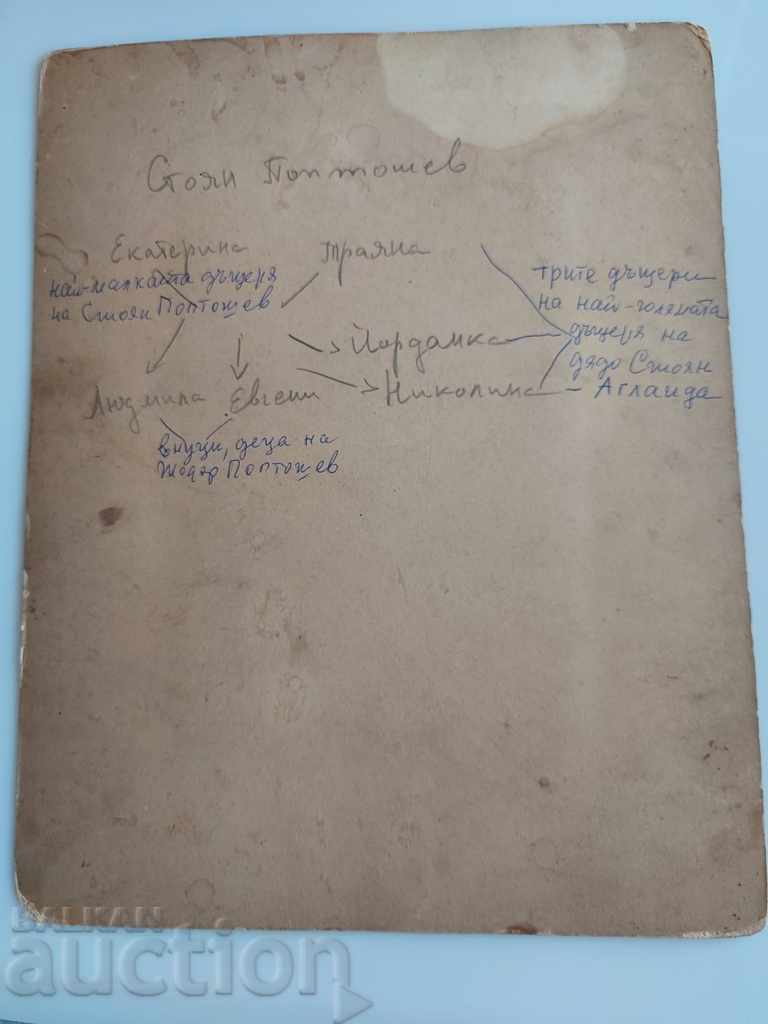 Стоян Поптошев
Екатерина
Траяна
най-малката дъщеря
на Стоян Поптошев
трите дъщери
на най-голямата
дъщеря на
дядо Стоян
- Аглаида
Йорданка
Людмила
Евгени
Николина
внуци, деца на
Тодор Поптошев
BALKAN
auction